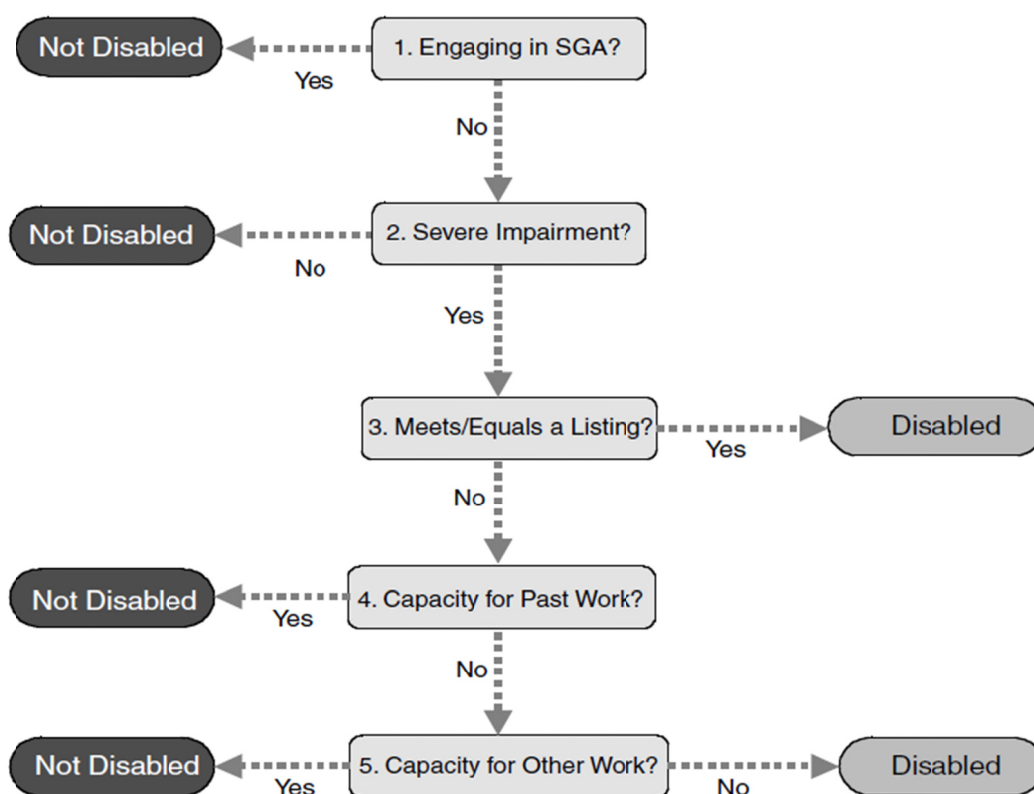 Not Disabled
1. Engaging in SGA?
Yes
No
Not Disabled
2. Severe Impairment?
No
Yes
3. Meets/Equals a Listing?
Disabled
Yes
No
Not Disabled
4. Capacity for Past Work?
Yes
No
Not Disabled
5. Capacity for Other Work?
Disabled
Yes
No